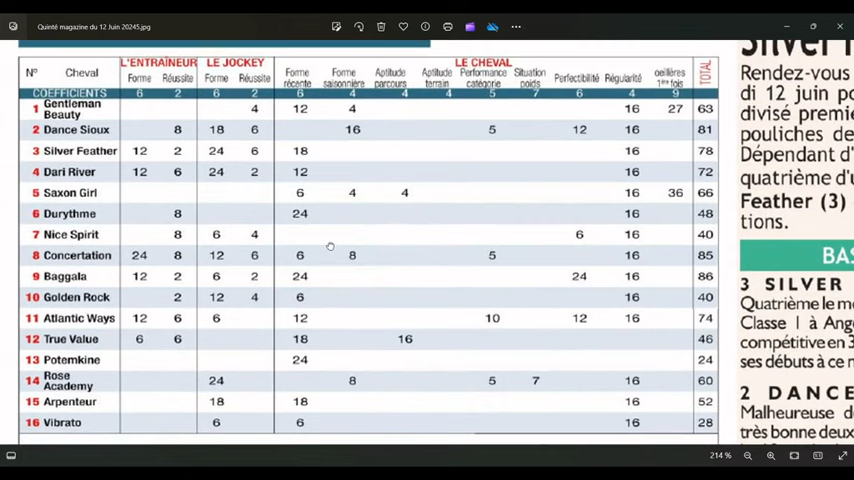 Quinté magazine du 12 Juin 20245.jpg
L'ENTRAÎNEUR LE JOCKEY LE CHEVAL
N° Cheval Forme Réussite Forme Réussite Forme récente Forme saisonnière Aptitude parcours Aptitude terrain Performance catégorie Situation poids Perfectibilité Régularité oeillères 1ère fois TOTAL
COEFFICIENTS 6 2 6 2 6 4 4 4 5 7 6 4 9
1 Gentleman Beauty 4 12 4 16 27 63
2 Dance Sioux 8 18 6 16 5 12 16 81
3 Silver Feather 12 2 24 6 18 16 78
4 Dari River 12 6 24 2 12 16 72
5 Saxon Girl 6 4 4 16 36 66
6 Durythme 8 24 16 48
7 Nice Spirit 8 6 4 6 16 40
8 Concertation 24 8 12 6 6 8 5 16 85
9 Baggala 12 2 6 2 24 24 16 86
10 Golden Rock 2 12 4 6 16 40
11 Atlantic Ways 12 6 6 12 10 12 16 74
12 True Value 6 6 18 16 46
13 Potemkine 24 24
14 Rose Academy 24 8 5 7 16 60
15 Arpenteur 18 18 16 52
16 Vibrato 6 6 16 28
Rendez-vous
di 12 juin po
divisé premiè
pouliches de
Dépendant d'
quatrième d'u
Feather (3)
tions.
BAS
3 SILVER
Quatrième le m
Classe 1 à Ang
compétitive en 3
ses débuts à ce r
2 DANCE
Malheureuse d
très bonne deux
214 %